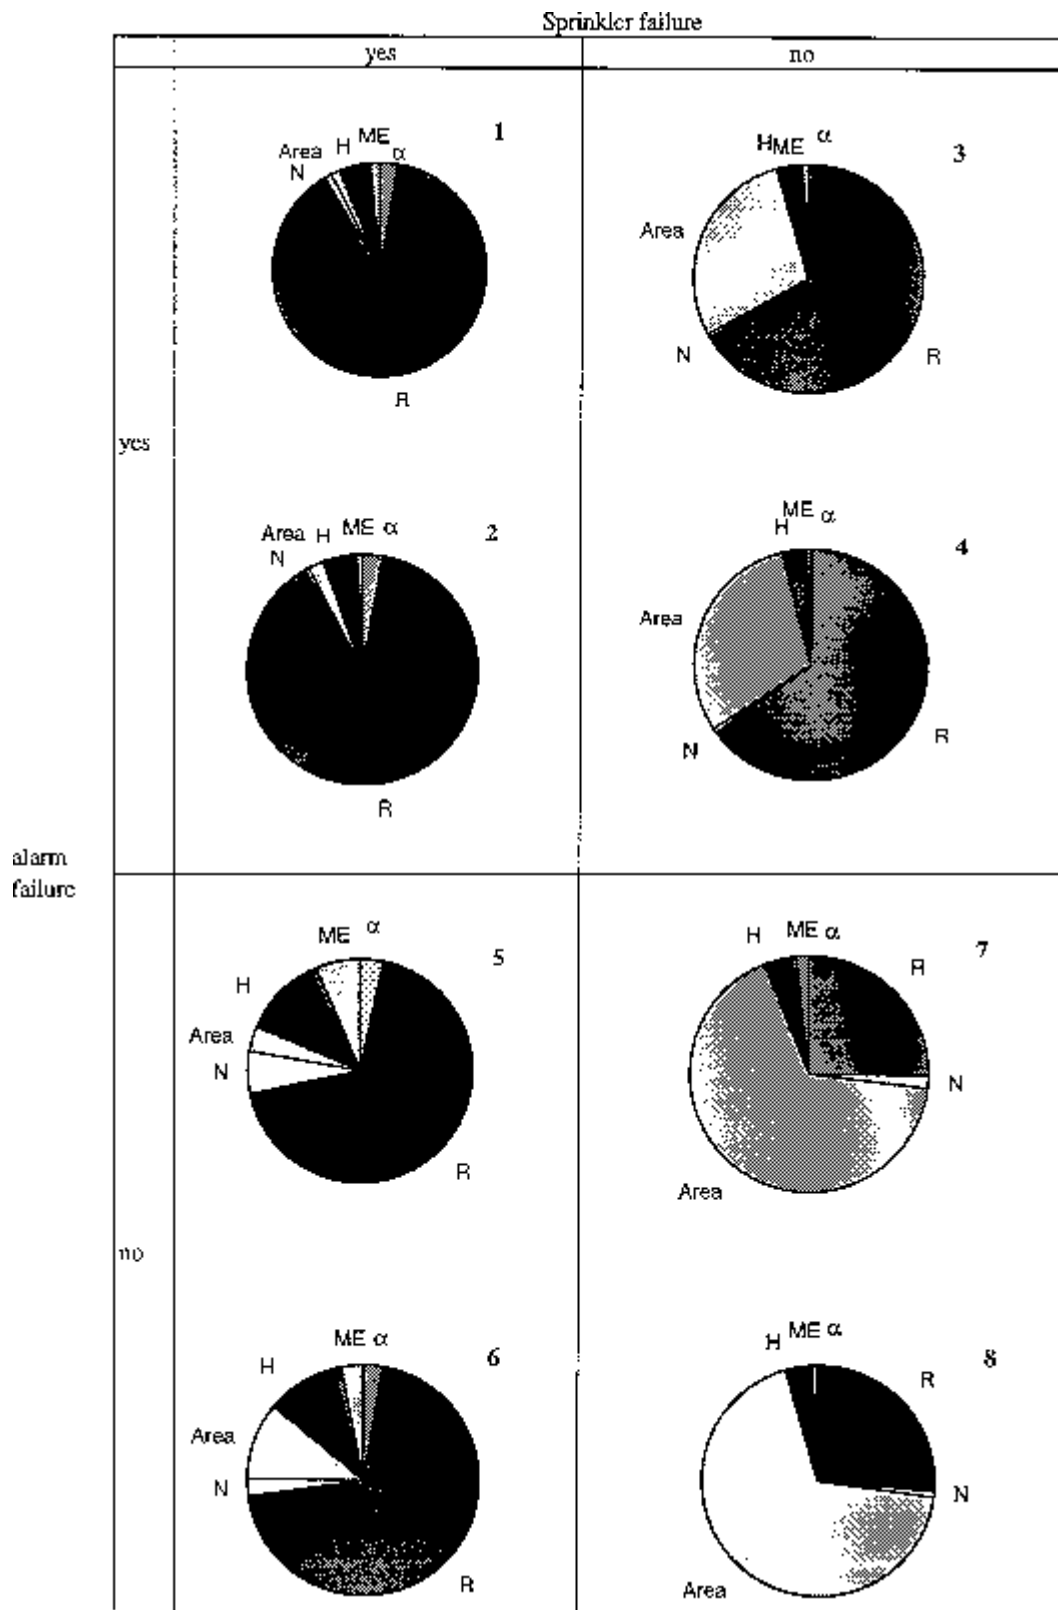 Sprinkler failure
yes no
1
ME
H α
Area
N
R
3
H ME α
Area
N
R
yes
2
ME α
Area H
N
R
4
ME α
H
Area
N
R
alarm
failure
5
ME α
H
Area
N
R
7
H ME α
R
N
Area
no
6
ME α
H
Area
N
R
8
ME α
H
R
N
Area